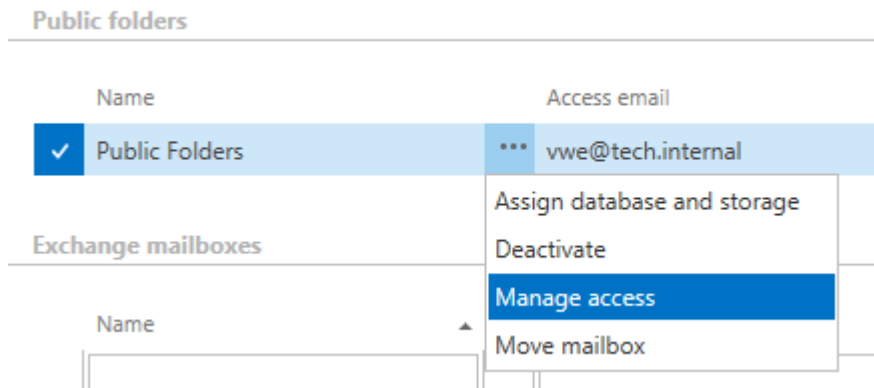 Public folders
Name Access email
Public Folders ••• vwe@tech.internal
Assign database and storage
Exchange mailboxes
Deactivate
Manage access
Name
Move mailbox